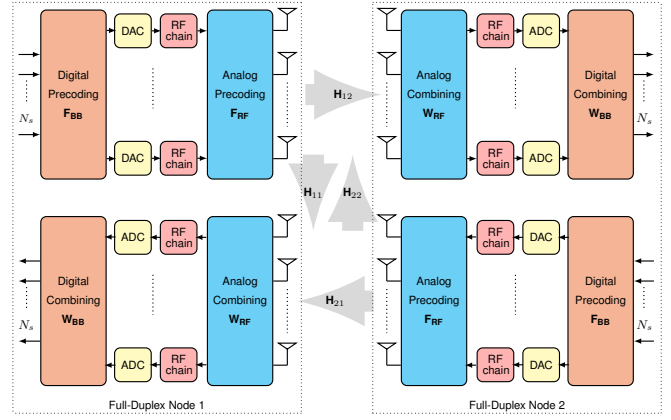 Digital
Precoding
F_BB
N_s
DAC
RF
chain
DAC
RF
chain
Analog
Precoding
F_RF
H_12
Analog
Combining
W_RF
RF
chain
ADC
RF
chain
ADC
Digital
Combining
W_BB
N_s
H_11
H_22
Digital
Combining
W_BB
N_s
ADC
RF
chain
ADC
RF
chain
Analog
Combining
W_RF
H_21
Analog
Precoding
F_RF
RF
chain
DAC
RF
chain
DAC
Digital
Precoding
F_BB
N_s
Full-Duplex Node 1
Full-Duplex Node 2